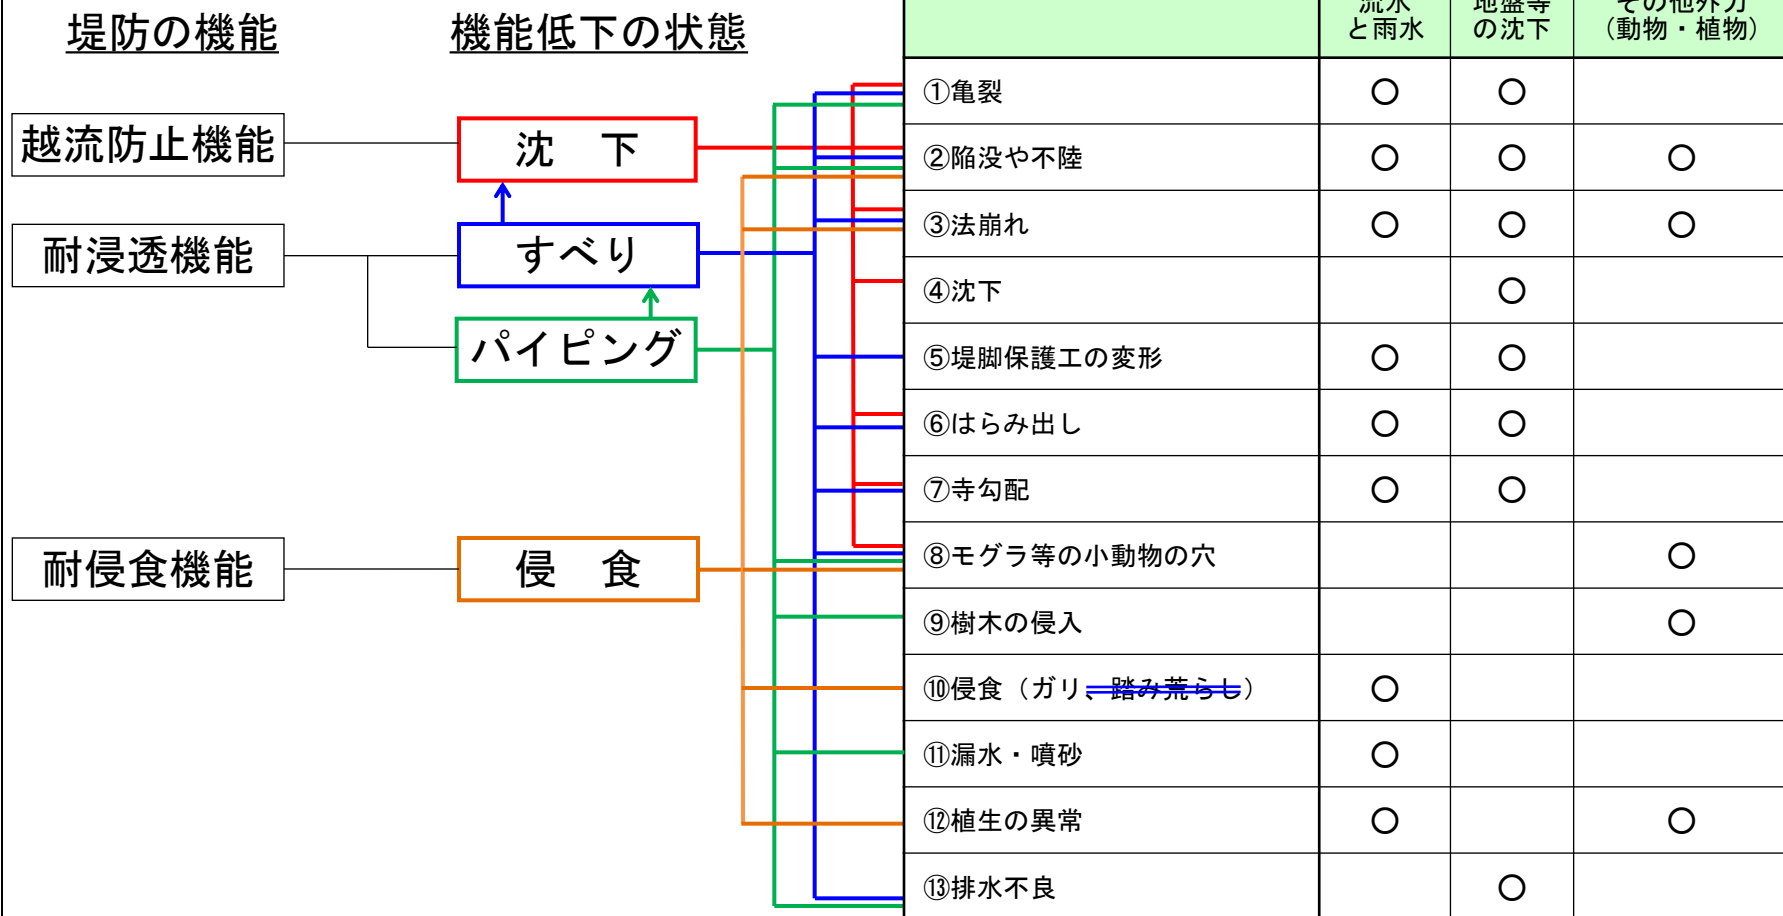 堤防の機能
機能低下の状態
流水
と雨水
地盤等
の沈下
その他外力
（動物・植物）
越流防止機能
沈　下
耐浸透機能
すべり
パイピング
耐侵食機能
侵　食
①亀裂 〇 〇
②陥没や不陸 〇 〇 〇
③法崩れ 〇 〇 〇
④沈下 〇
⑤堤脚保護工の変形 〇 〇
⑥はらみ出し 〇 〇
⑦寺勾配 〇 〇
⑧モグラ等の小動物の穴 〇
⑨樹木の侵入 〇
⑩侵食（ガリ、踏み荒らし） 〇
⑪漏水・噴砂 〇
⑫植生の異常 〇 〇
⑬排水不良 〇